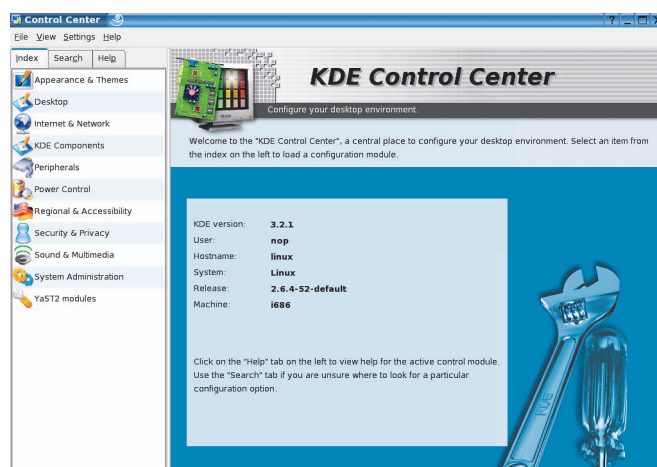 Control Center
File View Settings Help
Index Search Help
Appearance & Themes
Desktop
Internet & Network
KDE Components
Peripherals
Power Control
Regional & Accessibility
Security & Privacy
Sound & Multimedia
System Administration
YaST2 modules
KDE Control Center
Configure your desktop environment.
Welcome to the "KDE Control Center", a central place to configure your desktop environment. Select an item from
the index on the left to load a configuration module.
KDE version: 3.2.1
User: nop
Hostname: linux
System: Linux
Release: 2.6.4-52-default
Machine: i686
Click on the "Help" tab on the left to view help for the active control module.
Use the "Search" tab if you are unsure where to look for a particular
configuration option.
KDE